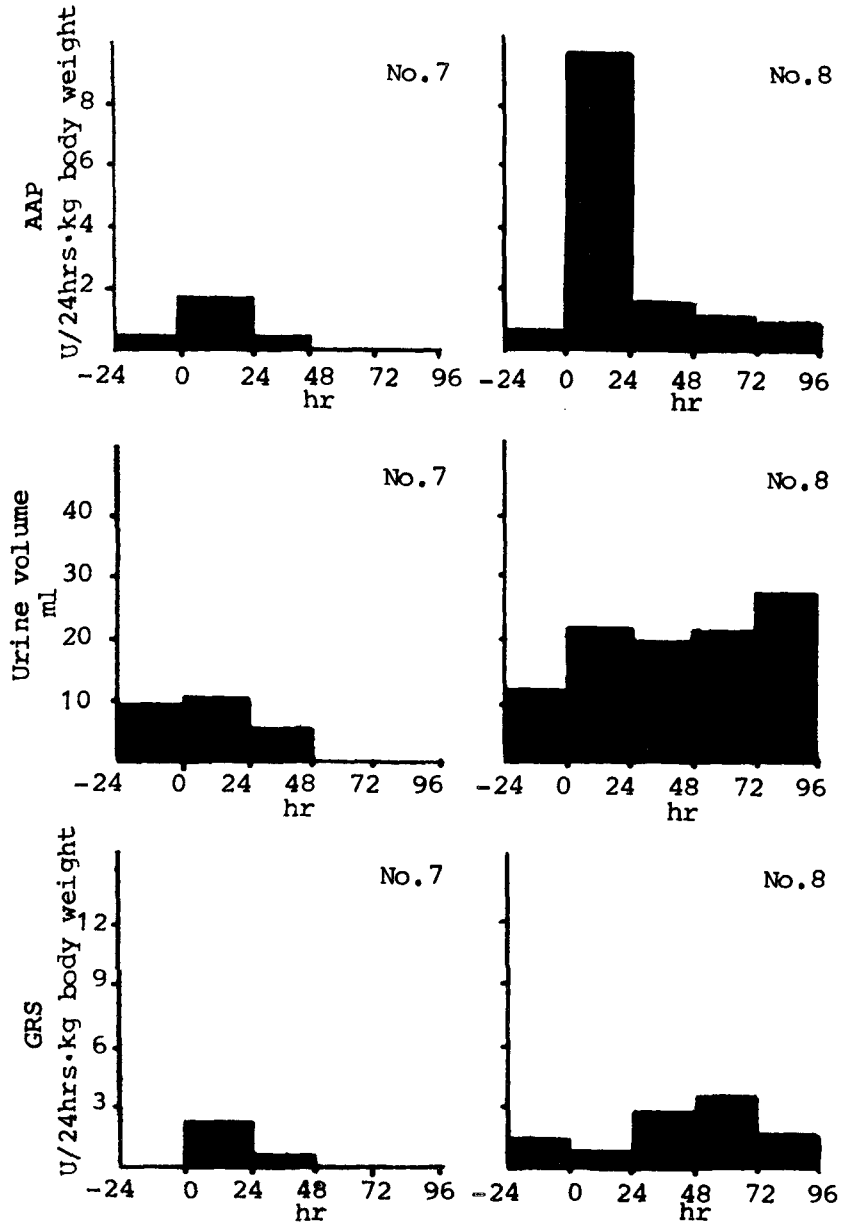 AAP
U/24hrs·kg body weight
8
6
4
2
No.7
-24 0 24 48 72 96
hr
No.8
-24 0 24 48 72 96
hr
Urine volume
ml
40
30
20
10
No.7
-24 0 24 48 72 96
hr
No.8
-24 0 24 48 72 96
hr
GRS
U/24hrs·kg body weight
12
9
6
3
No.7
-24 0 24 48 72 96
hr
No.8
-24 0 24 48 72 96
hr